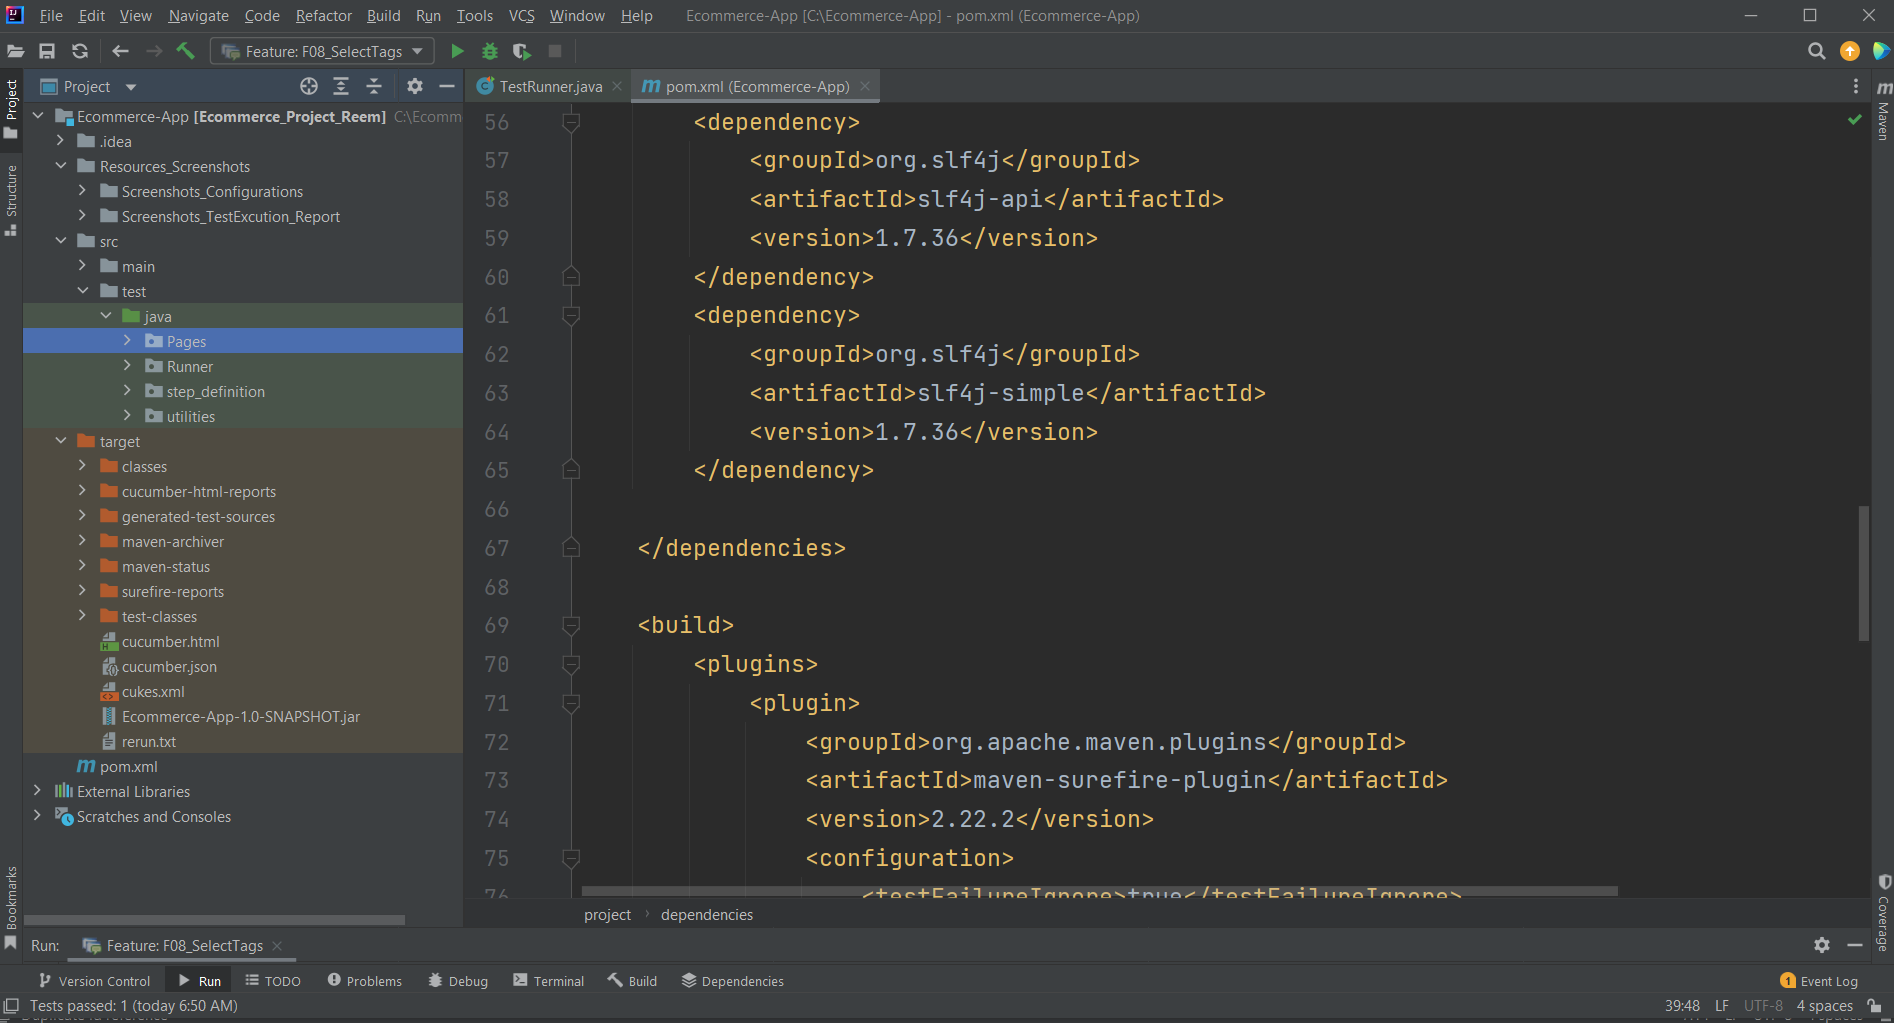 File Edit View Navigate Code Refactor Build Run Tools VCS Window Help Ecommerce-App [C:\Ecommerce-App] - pom.xml (Ecommerce-App)
Feature: F08_SelectTags
Project
TestRunner.java pom.xml (Ecommerce-App)
Project
Structure
Bookmarks
Maven
Coverage
Ecommerce-App [Ecommerce_Project_Reem] C:\Ecomm
.idea
Resources_Screenshots
Screenshots_Configurations
Screenshots_TestExcution_Report
src
main
test
java
Pages
Runner
step_definition
utilities
target
classes
cucumber-html-reports
generated-test-sources
maven-archiver
maven-status
surefire-reports
test-classes
cucumber.html
cucumber.json
cukes.xml
Ecommerce-App-1.0-SNAPSHOT.jar
rerun.txt
pom.xml
External Libraries
Scratches and Consoles
56 <dependency>
57 <groupId>org.slf4j</groupId>
58 <artifactId>slf4j-api</artifactId>
59 <version>1.7.36</version>
60 </dependency>
61 <dependency>
62 <groupId>org.slf4j</groupId>
63 <artifactId>slf4j-simple</artifactId>
64 <version>1.7.36</version>
65 </dependency>
66
67 </dependencies>
68
69 <build>
70 <plugins>
71 <plugin>
72 <groupId>org.apache.maven.plugins</groupId>
73 <artifactId>maven-surefire-plugin</artifactId>
74 <version>2.22.2</version>
75 <configuration>
76 <testFailureIgnore>true</testFailureIgnore>
project › dependencies
Run: Feature: F08_SelectTags
Version Control Run TODO Problems Debug Terminal Build Dependencies 1 Event Log
Tests passed: 1 (today 6:50 AM) 39:48 LF UTF-8 4 spaces